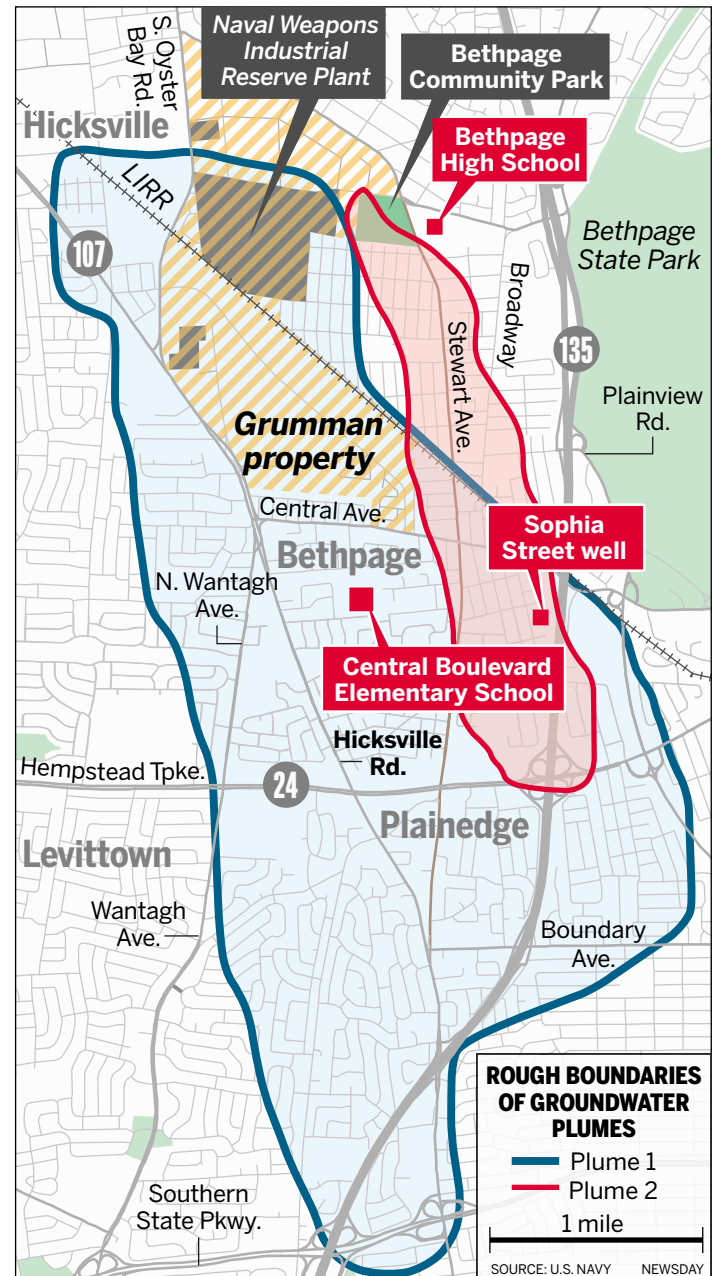 S. Oyster
Bay Rd.
Naval Weapons
Industrial
Reserve Plant
Bethpage
Community Park
Hicksville
Bethpage
High School
LIRR
107
Bethpage
State Park
Broadway
Stewart Ave.
135
Plainview
Rd.
Grumman
property
Central Ave.
Sophia
Street well
Bethpage
N. Wantagh
Ave.
Central Boulevard
Elementary School
Hicksville
Rd.
Hempstead Tpke.
24
Plainedge
Levittown
Wantagh
Ave.
Boundary
Ave.
ROUGH BOUNDARIES
OF GROUNDWATER
PLUMES
Plume 1
Plume 2
1 mile
Southern
State Pkwy.
SOURCE: U.S. NAVY NEWSDAY